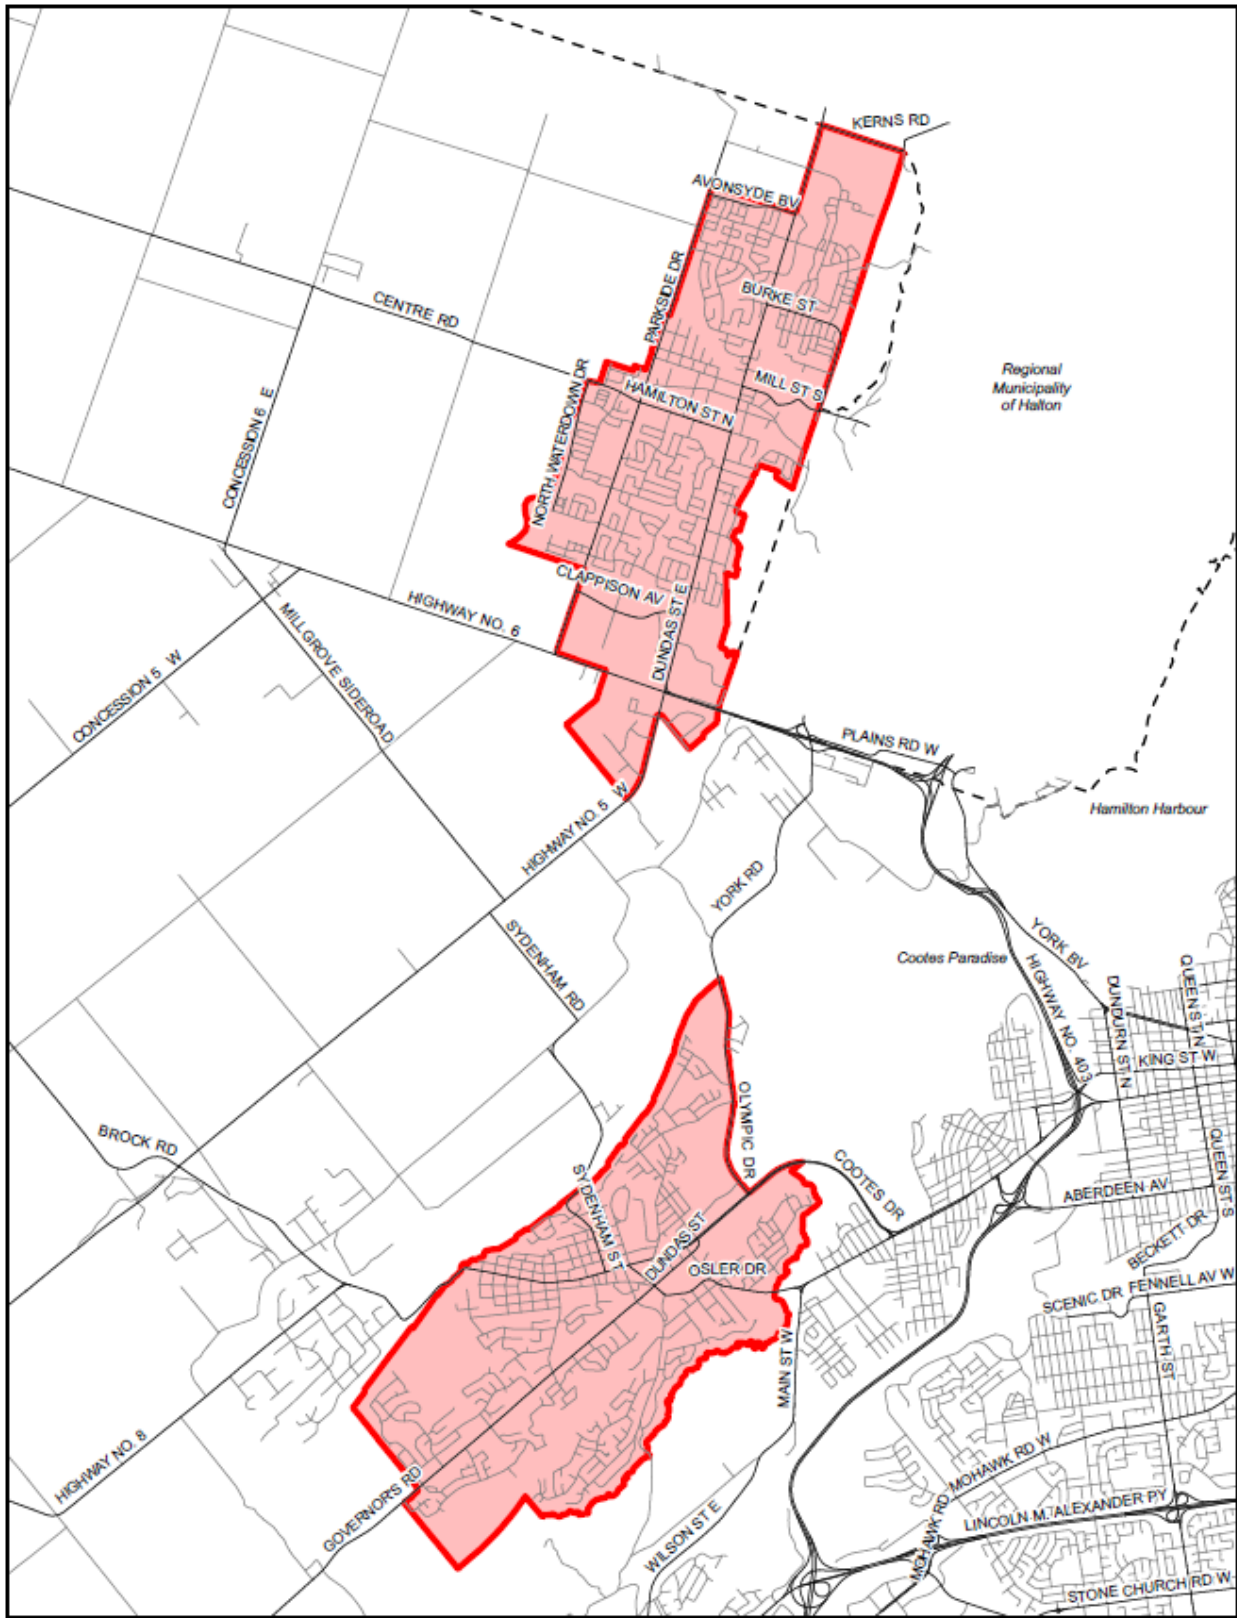 KERNS RD
AVONSYDE BV
PARKSIDE DR
BURKE ST
CENTRE RD
Regional
Municipality
of Halton
MILL ST S
HAMILTON ST N
NORTH WATERDOWN DR
CONCESSION 6 E
CLAPPISON AV
HIGHWAY NO. 6
DUNDAS ST E
MILLGROVE SIDEROAD
CONCESSION 5 W
PLAINS RD W
HIGHWAY NO. 5 W
Hamilton Harbour
YORK RD
SYDENHAM RD
Cootes Paradise
YORK BV
HIGHWAY NO. 403
DUNDURN ST N
QUEEN ST N
KING ST W
OLYMPIC DR
BROCK RD
COOTES DR
SYDENHAM ST
DUNDAS ST
OSLER DR
ABERDEEN AV
QUEEN ST S
BECKETT DR
SCENIC DR
FENNELL AV W
GARTH ST
MAIN ST W
HIGHWAY NO. 8
GOVERNOR'S RD
MOHAWK RD W
MOHAWK RD
LINCOLN M. ALEXANDER PY
WILSON ST E
STONE CHURCH RD W